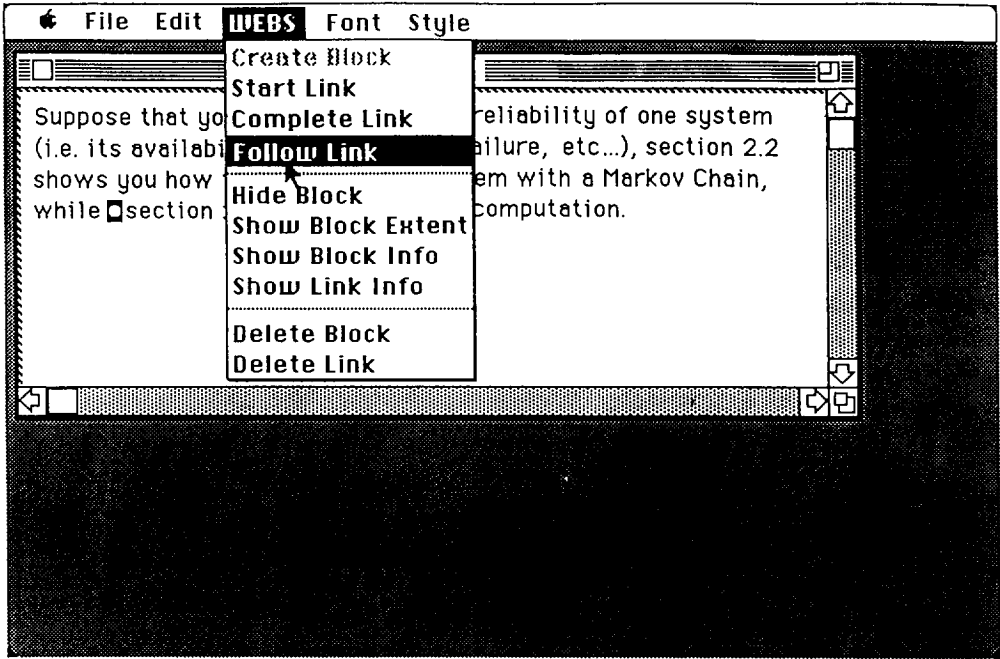 File Edit WEBS Font Style
Create Block
Start Link
Complete Link
Follow Link
Hide Block
Show Block Extent
Show Block Info
Show Link Info
Delete Block
Delete Link
Suppose that yo reliability of one system
(i.e. its availabi ailure, etc...), section 2.2
shows you how em with a Markov Chain,
while section computation.